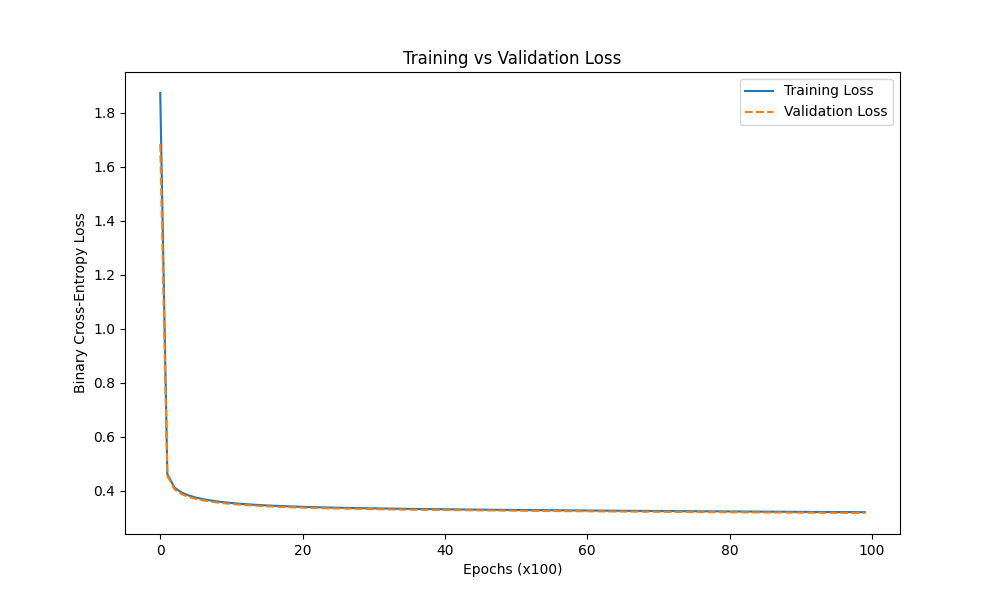 Training vs Validation Loss
Training Loss
Validation Loss
Binary Cross-Entropy Loss
1.8
1.6
1.4
1.2
1.0
0.8
0.6
0.4
0 20 40 60 80 100
Epochs (x100)